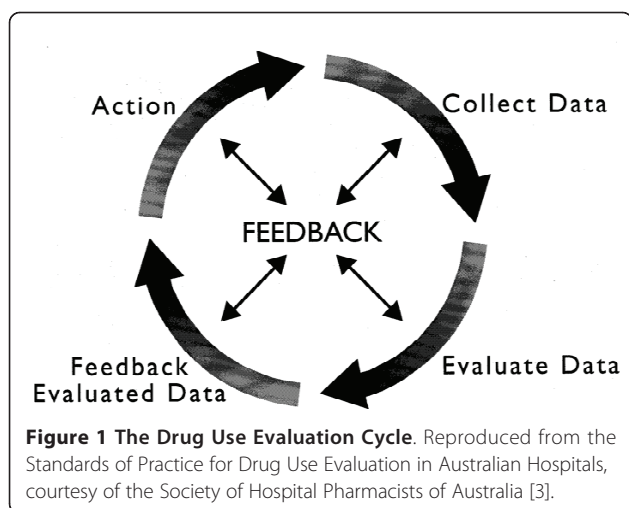 Action
Collect Data
FEEDBACK
Feedback
Evaluated Data
Evaluate Data
Figure 1 The Drug Use Evaluation Cycle. Reproduced from the
Standards of Practice for Drug Use Evaluation in Australian Hospitals,
courtesy of the Society of Hospital Pharmacists of Australia [3].